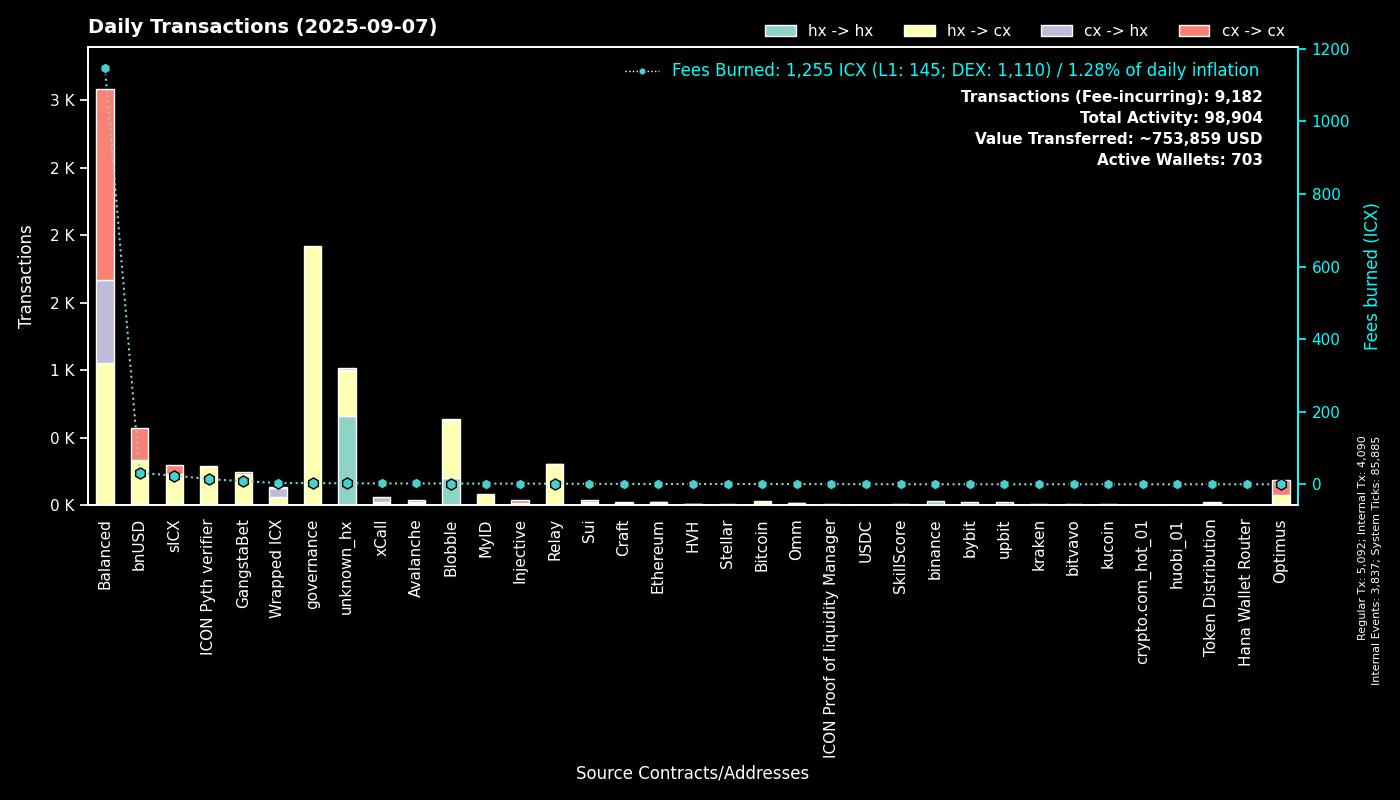 Daily Transactions (2025-09-07)
hx -> hx
hx -> cx
cx -> hx
cx -> cx
Fees Burned: 1,255 ICX (L1: 145; DEX: 1,110) / 1.28% of daily inflation
Transactions (Fee-incurring): 9,182
Total Activity: 98,904
Value Transferred: ~753,859 USD
Active Wallets: 703
Transactions
3 K
2 K
2 K
2 K
1 K
0 K
0 K
1200
1000
800
600
400
200
0
Fees burned (ICX)
Balanced
bnUSD
sICX
ICON Pyth verifier
GangstaBet
Wrapped ICX
governance
unknown_hx
xCall
Avalanche
Blobble
MyID
Injective
Relay
Sui
Craft
Ethereum
HVH
Stellar
Bitcoin
Omm
ICON Proof of liquidity Manager
USDC
SkillScore
binance
bybit
upbit
kraken
bitvavo
kucoin
crypto.com_hot_01
huobi_01
Token Distribution
Hana Wallet Router
Optimus
Source Contracts/Addresses
Regular Tx: 5,092; Internal Tx: 4,090
Internal Events: 3,837; System Ticks: 85,885